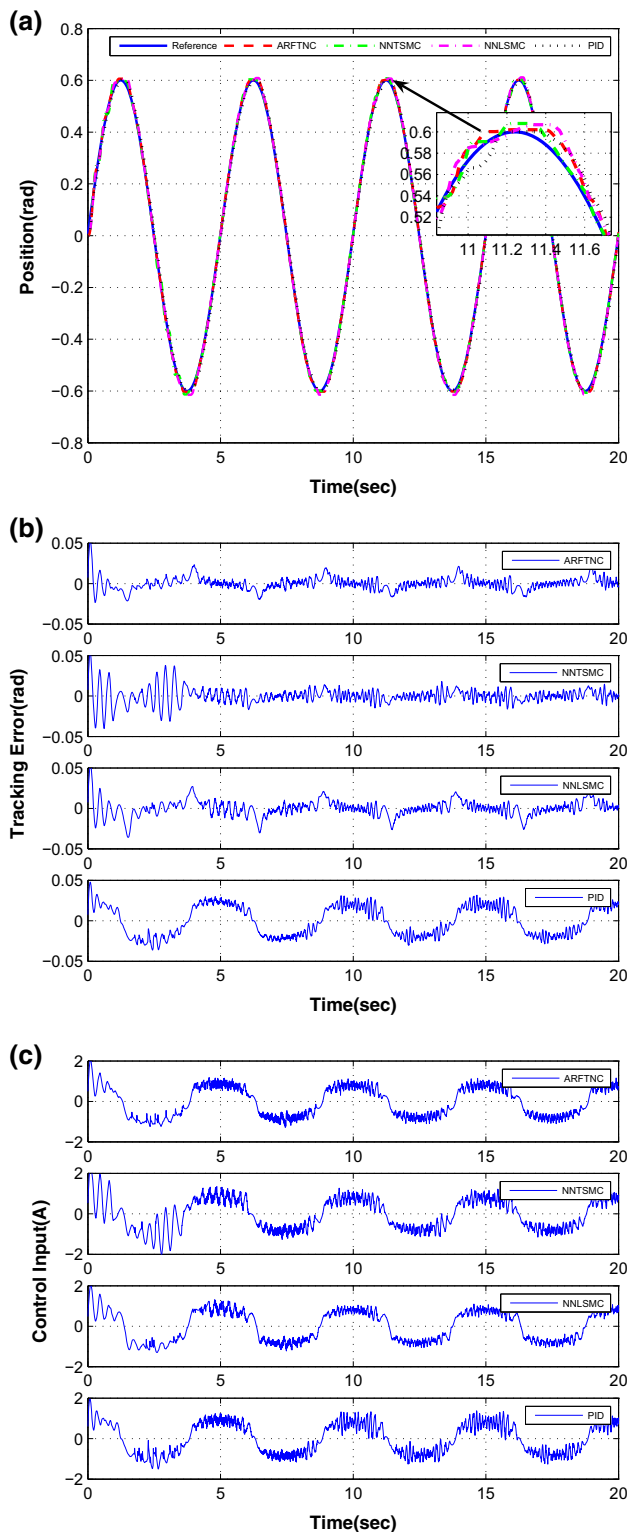 (a)
0.8
Reference ARFTNC NNTSMC NNLSMC PID
0.6
0.4
0.2
0
−0.2
−0.4
−0.6
−0.8
Position(rad)
0.6
0.58
0.56
0.54
0.52
11 11.2 11.4 11.6
0 5 10 15 20
Time(sec)
(b)
Tracking Error(rad)
0.05
0
−0.05
ARFTNC
0 5 10 15 20
0.05
0
−0.05
NNTSMC
0 5 10 15 20
0.05
0
−0.05
NNLSMC
0 5 10 15 20
0.05
0
−0.05
PID
0 5 10 15 20
Time(sec)
(c)
Control Input(A)
2
0
−2
ARFTNC
0 5 10 15 20
2
0
−2
NNTSMC
0 5 10 15 20
2
0
−2
NNLSMC
0 5 10 15 20
2
0
−2
PID
0 5 10 15 20
Time(sec)